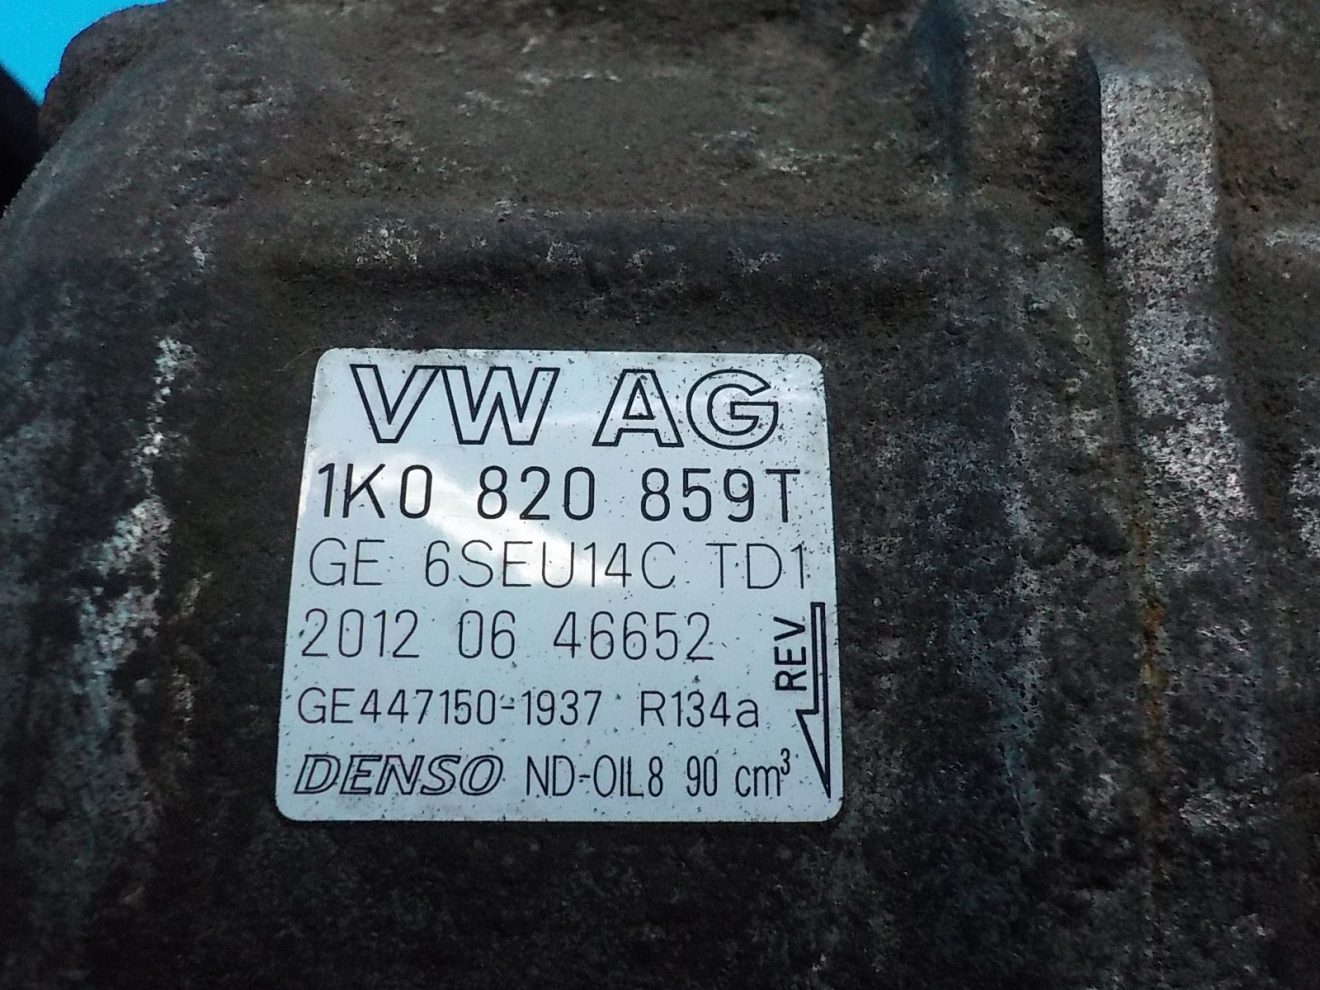 VW AG
1K0 820 859T
GE 6SEU14C TD1
2012 06 46652
REV
GE447150-1937 R134a
DENSO ND-OIL8 90 cm³